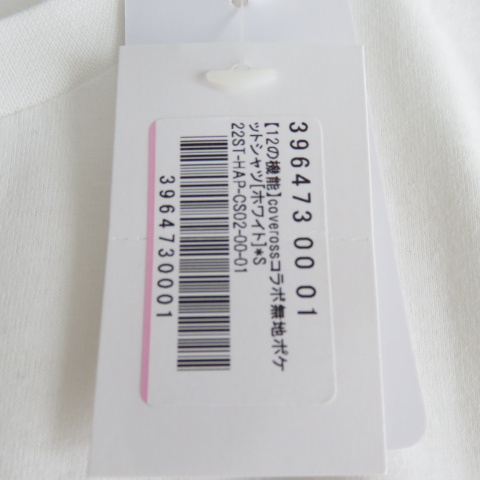 396473 00 01
【12の機能】coverossコラボ無地ポケ
ットシャツ[ホワイト]*S
22ST-HAP-CS02-00-01
3964730001